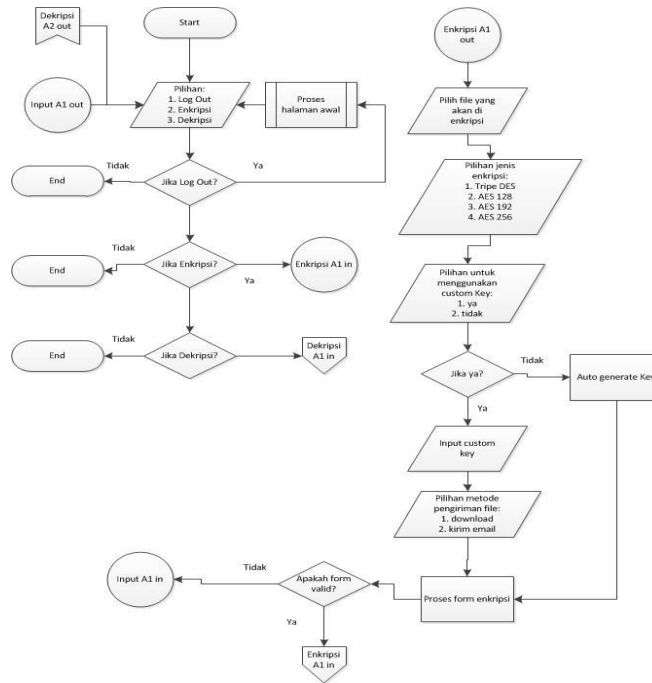 Dekripsi
A2 out
Start
Enkripsi A1
out
Input A1 out
Pilihan:
1. Log Out
2. Enkripsi
3. Dekripsi
Proses
halaman awal
Pilih file yang
akan di
enkripsi
Tidak
Ya
End
Jika Log Out?
Pilihan jenis
enkripsi:
1. Tripe DES
2. AES 128
3. AES 192
4. AES 256
Tidak
End
Jika Enkripsi?
Ya
Enkripsi A1 in
Pilihan untuk
menggunakan
custom Key:
1. ya
2. tidak
Tidak
End
Jika Dekripsi?
Dekripsi
A1 in
Jika ya?
Tidak
Auto generate Key
Ya
Input custom
key
Pilihan metode
pengiriman file:
1. download
2. kirim email
Input A1 in
Tidak
Apakah form
valid?
Proses form enkripsi
Ya
Enkripsi
A1 in